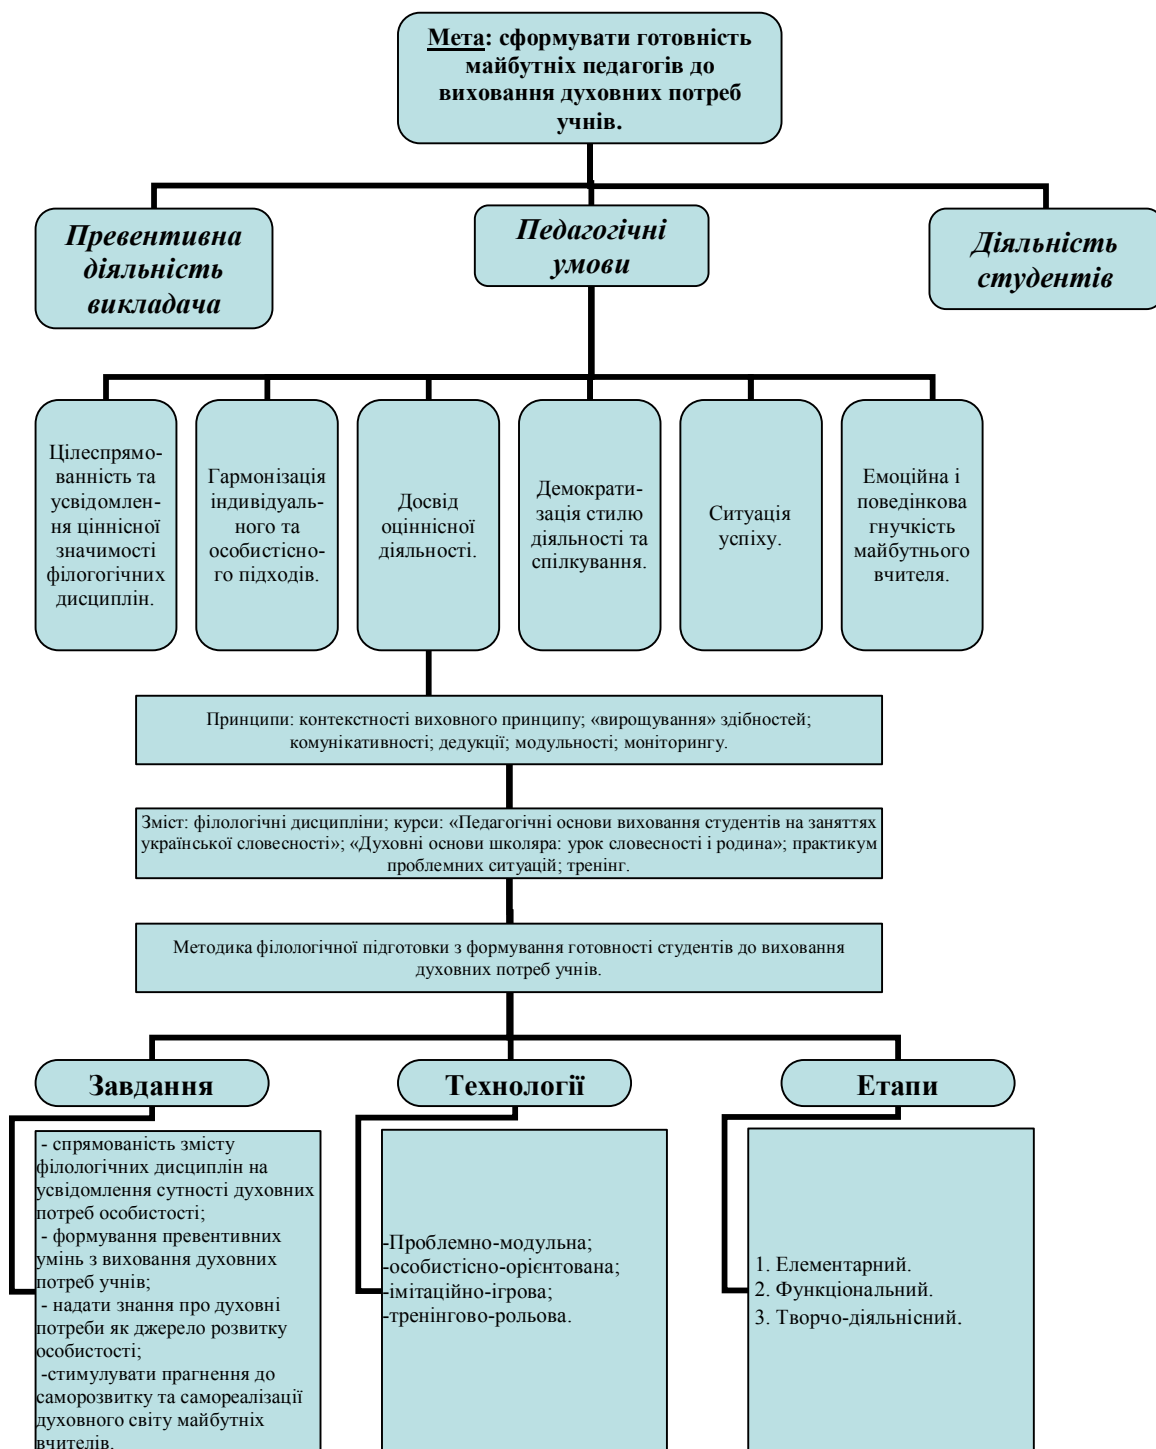 Мета: сформувати готовність
майбутніх педагогів до
виховання духовних потреб
учнів.
Превентивна
діяльність
викладача
Педагогічні
умови
Діяльність
студентів
Цілеспрямо-
ванність та
усвідомлен-
ня ціннісної
значимості
філогогічних
дисциплін.
Гармонізація
індивідуаль-
ного та
особистісно-
го підходів.
Досвід
оціннісної
діяльності.
Демократи-
зація стилю
діяльності та
спілкування.
Ситуація
успіху.
Емоційна і
поведінкова
гнучкість
майбутнього
вчителя.
Принципи: контекстності виховного принципу; «вирощування» здібностей;
комунікативності; дедукції; модульності; моніторингу.
Зміст: філологічні дисципліни; курси: «Педагогічні основи виховання студентів на заняттях
української словесності»; «Духовні основи школяра: урок словесності і родина»; практикум
проблемних ситуацій; тренінг.
Методика філологічної підготовки з формування готовності студентів до виховання
духовних потреб учнів.
Завдання
- спрямованість змісту
філологічних дисциплін на
усвідомлення сутності духовних
потреб особистості;
- формування превентивних
умінь з виховання духовних
потреб учнів;
- надати знання про духовні
потреби як джерело розвитку
особистості;
-стимулувати прагнення до
саморозвитку та самореалізації
духовного світу майбутніх
вчителів.
Технології
-Проблемно-модульна;
-особистісно-орієнтована;
-імітаційно-ігрова;
-тренінгово-рольова.
Етапи
1. Елементарний.
2. Функціональний.
3. Творчо-діяльнісний.